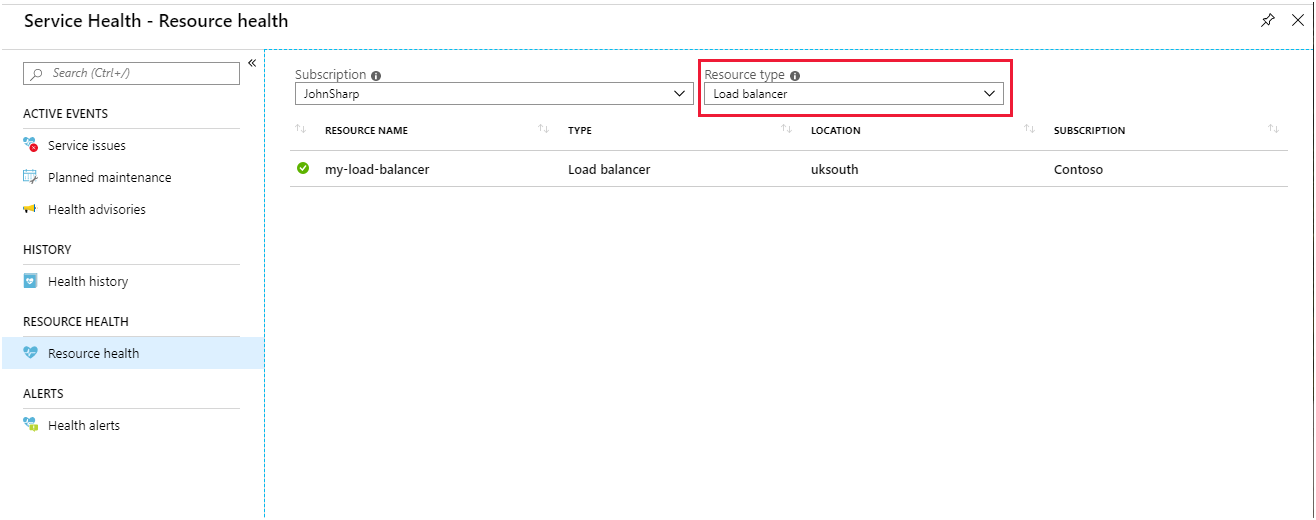 Service Health - Resource health
Search (Ctrl+/)
«
ACTIVE EVENTS
Service issues
Planned maintenance
Health advisories
HISTORY
Health history
RESOURCE HEALTH
Resource health
ALERTS
Health alerts
Subscription
JohnSharp
Resource type
Load balancer
RESOURCE NAME TYPE LOCATION SUBSCRIPTION
my-load-balancer Load balancer uksouth Contoso